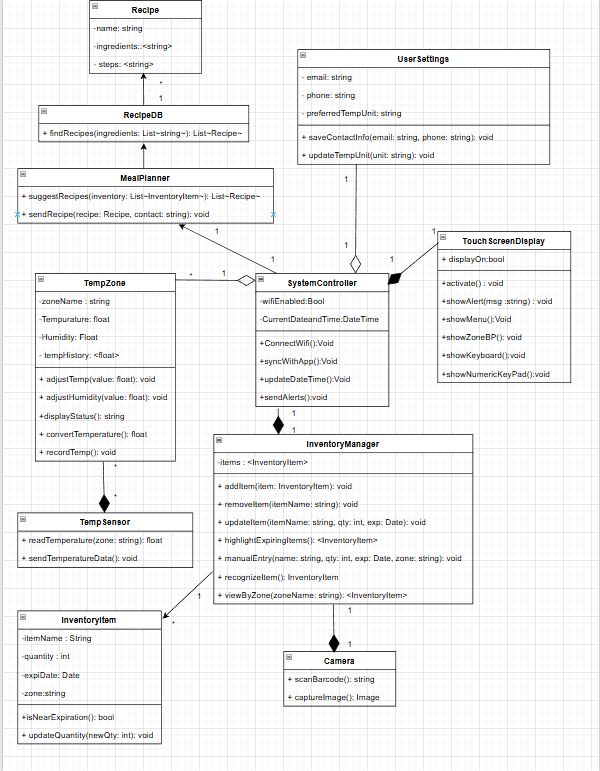 Recipe
-name: string
-ingredients::<string>
- steps: <string>
*
1
RecipeDB
+ findRecipes(ingredients: List~string~): List~Recipe~
MealPlanner
+ suggestRecipes(inventory: List~InventoryItem~): List~Recipe~
+ sendRecipe(recipe: Recipe, contact: string): void
1
1
UserSettings
- email: string
- phone: string
- preferredTempUnit: string
+ saveContactInfo(email: string, phone: string): void
+ updateTempUnit(unit: string): void
1
1
1
1
TouchScreenDisplay
+ displayOn:bool
+activate() : void
+showAlert(msg :string) : void
+showMenu():Void
+showZoneBP(): void
+showKeyboard(): void
+showNumericKeyPad():void
*
1
TempZone
-zoneName : string
-Tempurature: float
-Humidity: Float
- tempHistory: <float>
+ adjustTemp(value: float): void
+ adjustHumidity(value: float): void
+displayStatus(): string
+ convertTemperature(): float
+ recordTemp(): void
*
*
SystemController
-wifiEnabled:Bool
-CurrentDateandTime:DateTime
+ConnectWifi():Void
+syncWithApp():Void
+updateDateTime():Void
+sendAlerts():void
1
1
InventoryManager
-items : <InventoryItem>
+ addItem(item: InventoryItem): void
+ removeItem(itemName: string): void
+ updateItem(itemName: string, qty: int, exp: Date): void
+ highlightExpiringItems(): <InventoryItem>
+ manualEntry(name: string, qty: int, exp: Date, zone: string): void
+ recognizeItem(): InventoryItem
+ viewByZone(zoneName: string): <InventoryItem>
TempSensor
+ readTemperature(zone: string): float
+ sendTemperatureData(): void
1
*
1
1
InventoryItem
-itemName : String
-quantity : int
-expiDate: Date
-zone:string
+isNearExpiration(): bool
+ updateQuantity(newQty: int): void
Camera
+ scanBarcode(): string
+ captureImage(): Image